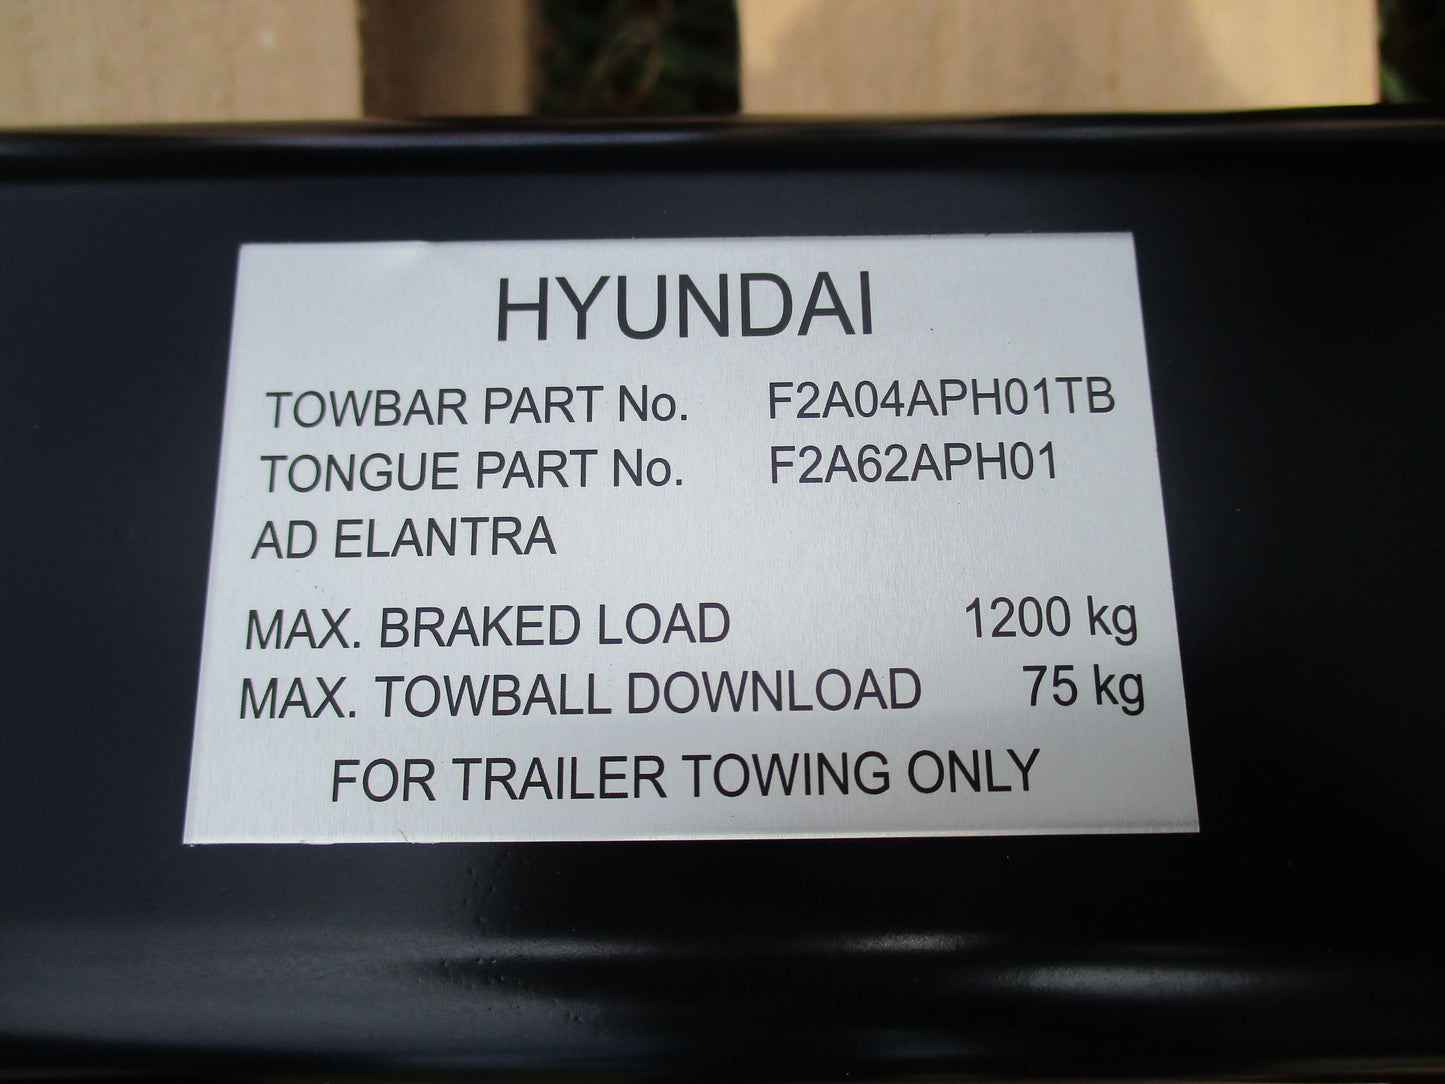 HYUNDAI
TOWBAR PART No. F2A04APH01TB
TONGUE PART No. F2A62APH01
AD ELANTRA
MAX. BRAKED LOAD 1200 kg
MAX. TOWBALL DOWNLOAD 75 kg
FOR TRAILER TOWING ONLY